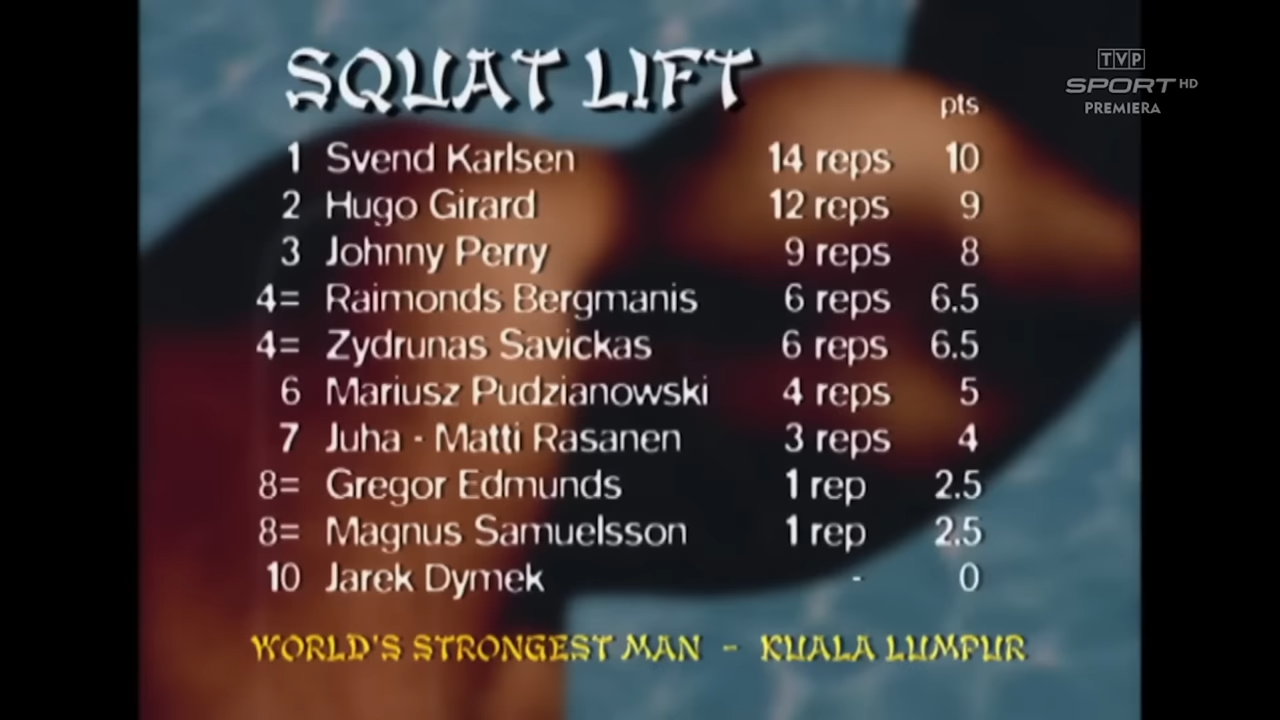 SQUAT LIFT
TVP
SPORT HD
PREMIERA
pts
1 Svend Karlsen 14 reps 10
2 Hugo Girard 12 reps 9
3 Johnny Perry 9 reps 8
4= Raimonds Bergmanis 6 reps 6.5
4= Zydrunas Savickas 6 reps 6.5
6 Mariusz Pudzianowski 4 reps 5
7 Juha - Matti Rasanen 3 reps 4
8= Gregor Edmunds 1 rep 2.5
8= Magnus Samuelsson 1 rep 2.5
10 Jarek Dymek - 0
WORLD'S STRONGEST MAN - KUALA LUMPUR